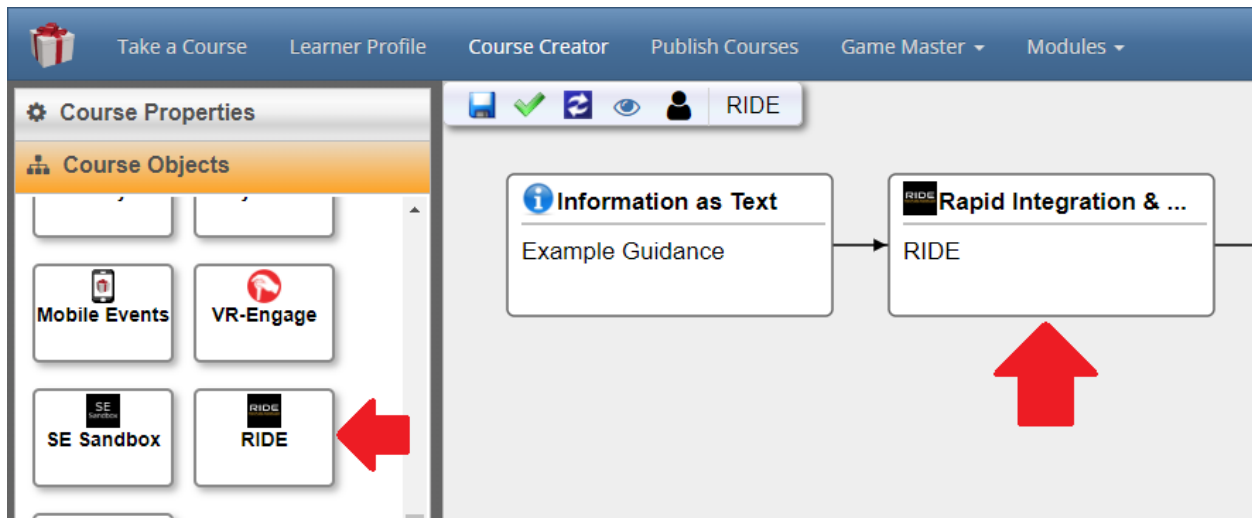 Take a Course Learner Profile Course Creator Publish Courses Game Master Modules
Course Properties
RIDE
Course Objects
Information as Text
Example Guidance
RIDE
Rapid Integration & ...
RIDE
Mobile Events
VR-Engage
SE
Sandbox
SE Sandbox
RIDE
RIDE